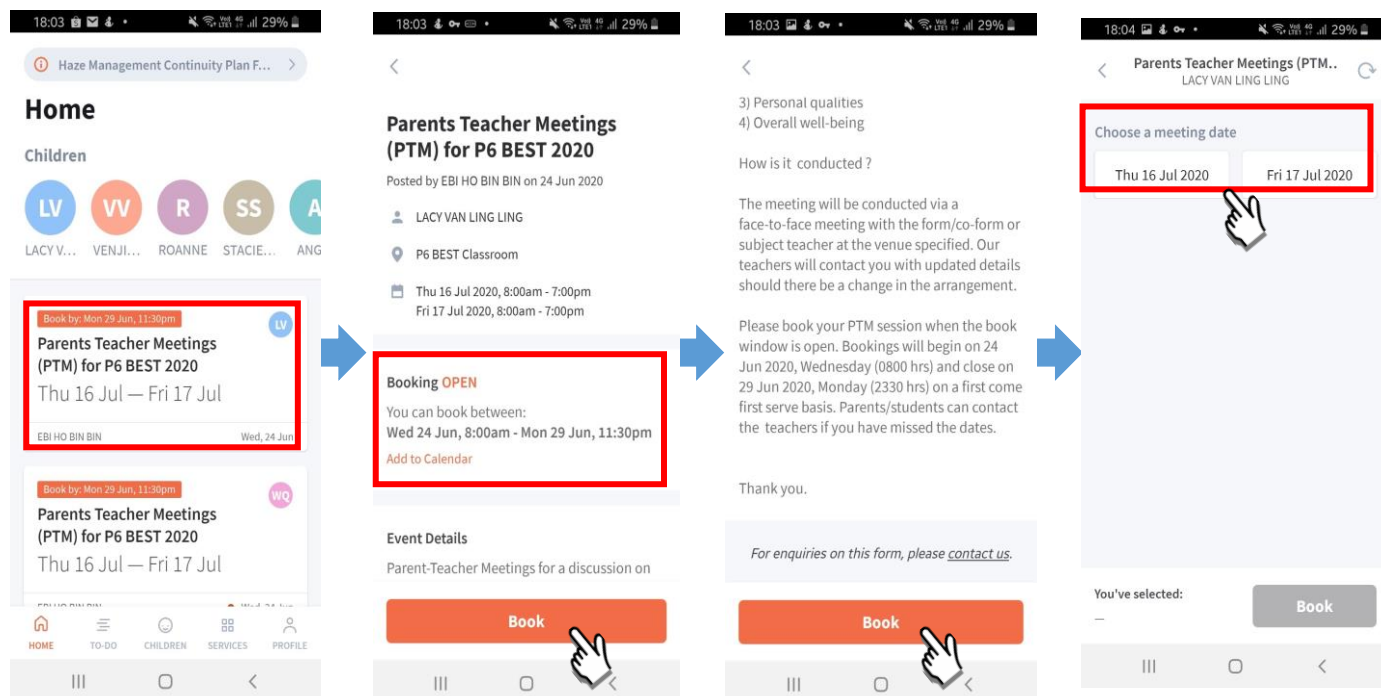 18:03 29%
Haze Management Continuity Plan F...
Home
Children
LV VV R SS A
LACY V... VENJI... ROANNE STACIE... ANG
Book by: Mon 29 Jun, 11:30pm
LV
Parents Teacher Meetings
(PTM) for P6 BEST 2020
Thu 16 Jul — Fri 17 Jul
EBI HO BIN BIN Wed, 24 Jun
Book by: Mon 29 Jun, 11:30pm
WQ
Parents Teacher Meetings
(PTM) for P6 BEST 2020
Thu 16 Jul — Fri 17 Jul
HOME TO-DO CHILDREN SERVICES PROFILE
18:03 29%
Parents Teacher Meetings
(PTM) for P6 BEST 2020
Posted by EBI HO BIN BIN on 24 Jun 2020
LACY VAN LING LING
P6 BEST Classroom
Thu 16 Jul 2020, 8:00am - 7:00pm
Fri 17 Jul 2020, 8:00am - 7:00pm
Booking OPEN
You can book between:
Wed 24 Jun, 8:00am - Mon 29 Jun, 11:30pm
Add to Calendar
Event Details
Parent-Teacher Meetings for a discussion on
Book
18:03 29%
3) Personal qualities
4) Overall well-being
How is it conducted ?
The meeting will be conducted via a
face-to-face meeting with the form/co-form or
subject teacher at the venue specified. Our
teachers will contact you with updated details
should there be a change in the arrangement.
Please book your PTM session when the book
window is open. Bookings will begin on 24
Jun 2020, Wednesday (0800 hrs) and close on
29 Jun 2020, Monday (2330 hrs) on a first come
first serve basis. Parents/students can contact
the teachers if you have missed the dates.
Thank you.
For enquiries on this form, please contact us.
Book
18:04 29%
Parents Teacher Meetings (PTM..
LACY VAN LING LING
Choose a meeting date
Thu 16 Jul 2020 Fri 17 Jul 2020
You've selected:
—
Book